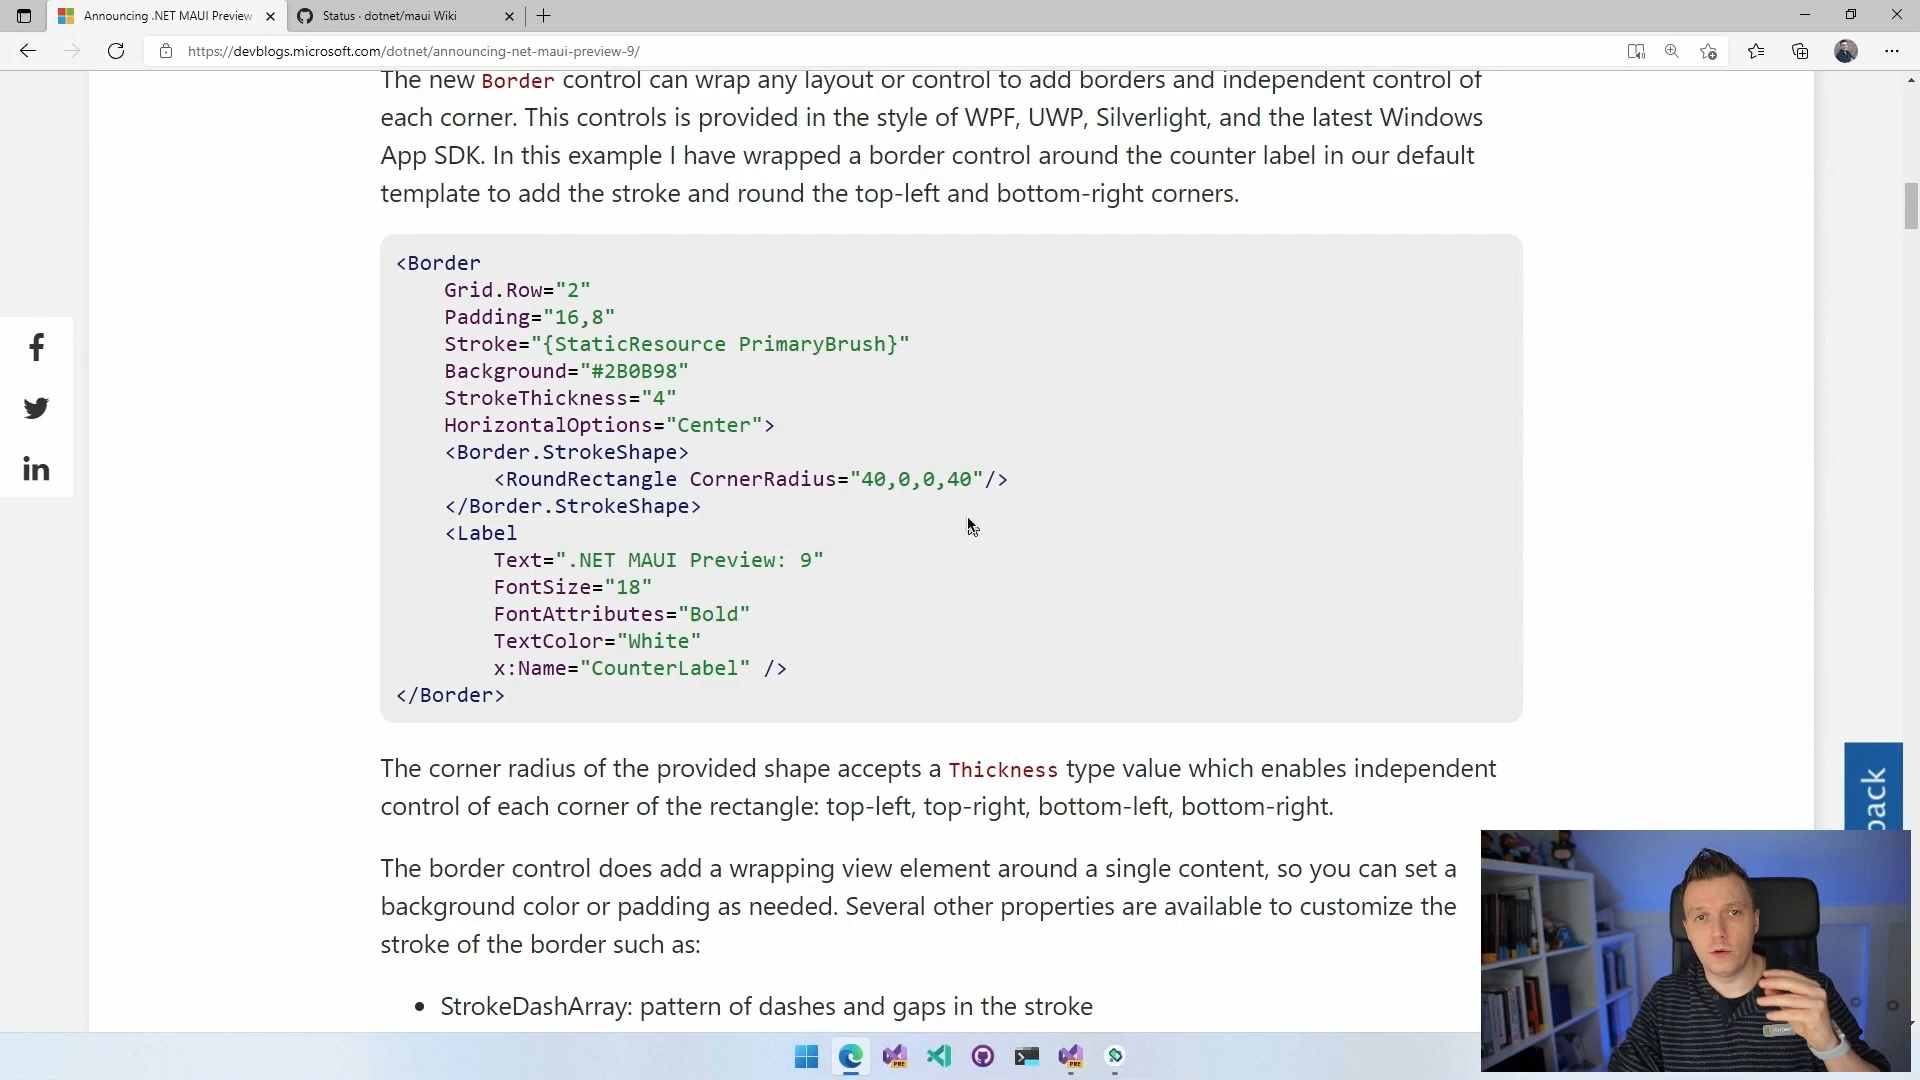 Announcing .NET MAUI Preview
Status · dotnet/maui Wiki
https://devblogs.microsoft.com/dotnet/announcing-net-maui-preview-9/
The new Border control can wrap any layout or control to add borders and independent control of
each corner. This controls is provided in the style of WPF, UWP, Silverlight, and the latest Windows
App SDK. In this example I have wrapped a border control around the counter label in our default
template to add the stroke and round the top-left and bottom-right corners.
<Border
Grid.Row="2"
Padding="16,8"
Stroke="{StaticResource PrimaryBrush}"
Background="#2B0B98"
StrokeThickness="4"
HorizontalOptions="Center">
<Border.StrokeShape>
<RoundRectangle CornerRadius="40,0,0,40"/>
</Border.StrokeShape>
<Label
Text=".NET MAUI Preview: 9"
FontSize="18"
FontAttributes="Bold"
TextColor="White"
x:Name="CounterLabel" />
</Border>
The corner radius of the provided shape accepts a Thickness type value which enables independent
control of each corner of the rectangle: top-left, top-right, bottom-left, bottom-right.
The border control does add a wrapping view element around a single content, so you can set a
background color or padding as needed. Several other properties are available to customize the
stroke of the border such as:
• StrokeDashArray: pattern of dashes and gaps in the stroke